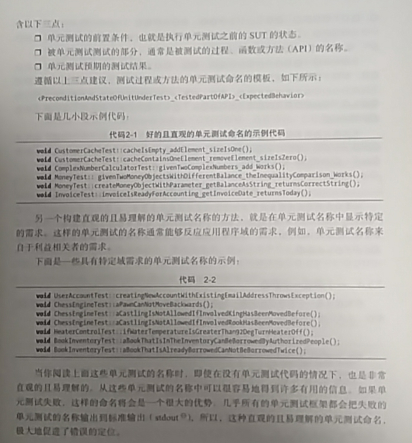 含以下三点：
❒ 单元测试的前置条件，也就是执行单元测试之前的 SUT 的状态。
❒ 被单元测试测试的部分，通常是被测试的过程、函数或方法（API）的名称。
❒ 单元测试预期的测试结果。
遵循以上三点建议，测试过程或方法的单元测试命名的模板，如下所示：
<PreconditionAndStateOfUnitUnderTest>_<TestedPartOfAPI>_<ExpectedBehavior>
下面是几小段示例代码：
代码2-1 好的且直观的单元测试命名的示例代码
void CustomerCacheTest::cacheIsEmpty_addElement_sizeIsOne();
void CustomerCacheTest::cacheContainsOneElement_removeElement_sizeIsZero();
void ComplexNumberCalculatorTest::givenTwoComplexNumbers_add_Works();
void MoneyTest:: givenTwoMoneyObjectsWithDifferentBalance_theInequalityComparison_Works();
void MoneyTest::createMoneyObjectWithParameter_getBalanceAsString_returnsCorrectString();
void InvoiceTest::invoiceIsReadyForAccounting_getInvoiceDate_returnsToday();
另一个构建直观的且易理解的单元测试名称的方法，就是在单元测试名称中显示特定
的需求。这样的单元测试的名称通常能够反应应用程序域的需求，例如，单元测试名称来
自于利益相关者的需求。
下面是一些具有特定域需求的单元测试名称的示例：
代码 2-2
void UserAccountTest::creatingNewAccountWithExistingEmailAddressThrowsException();
void ChessEngineTest::aPawnCanNotMoveBackwards();
void ChessEngineTest::aCastlingIsNotAllowedIfInvolvedKingHasBeenMovedBefore();
void ChessEngineTest::aCastlingIsNotAllowedIfInvolvedRookHasBeenMovedBefore();
void HeaterControlTest::ifWaterTemperatureIsGreaterThan92DegTurnHeaterOff();
void BookInventoryTest::aBookThatIsInTheInventoryCanBeBorrowedByAuthorizedPeople();
void BookInventoryTest::aBookThatIsAlreadyBorrowedCanNotBeBorrowedTwice();
当你阅读上面这些单元测试的名称时，即使在没有单元测试代码的情况下，也是非常
直观的且易理解的。从这些单元测试的名称中可以很容易地得到许多有用的信息。如果单
元测试失败，这样的命名将会是一个很大的优势。几乎所有的单元测试框架都会把失败的
单元测试的名称输出到标准输出（stdout）。所以，这种直观的且易理解的单元测试命名，
极大地促进了错误的定位。